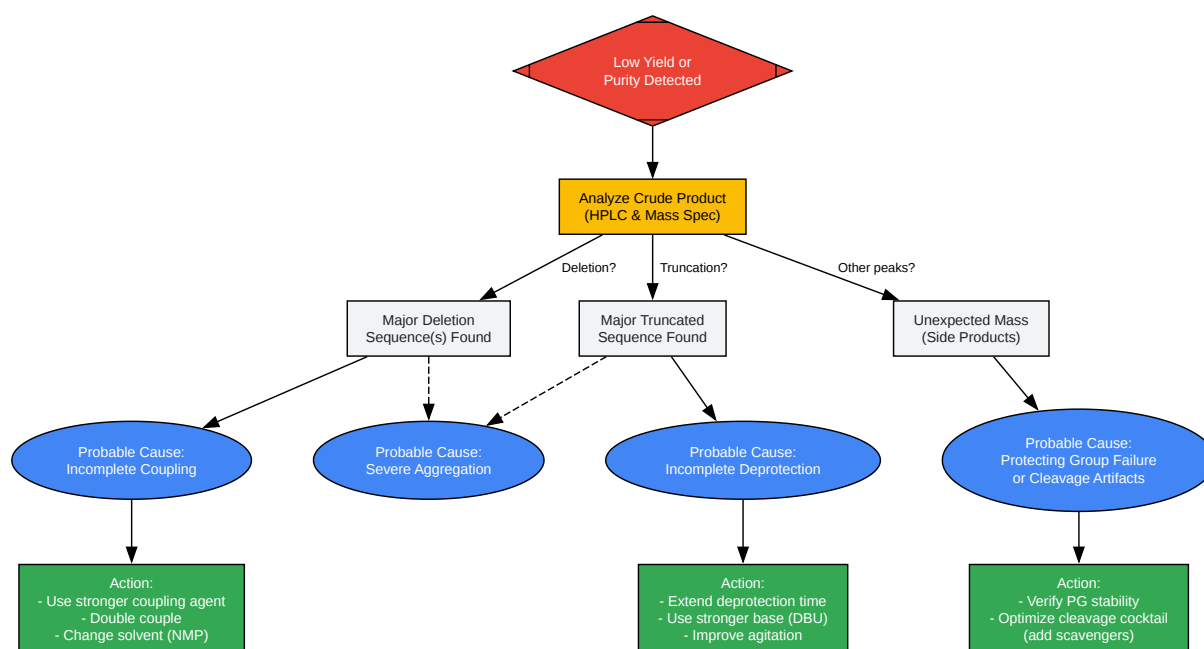 Low Yield or
Purity Detected
Analyze Crude Product
(HPLC & Mass Spec)
Deletion?
Truncation?
Other peaks?
Major Deletion
Sequence(s) Found
Major Truncated
Sequence Found
Unexpected Mass
(Side Products)
Probable Cause:
Incomplete Coupling
Probable Cause:
Severe Aggregation
Probable Cause:
Incomplete Deprotection
Probable Cause:
Protecting Group Failure
or Cleavage Artifacts
Action:
- Use stronger coupling agent
- Double couple
- Change solvent (NMP)
Action:
- Extend deprotection time
- Use stronger base (DBU)
- Improve agitation
Action:
- Verify PG stability
- Optimize cleavage cocktail
(add scavengers)